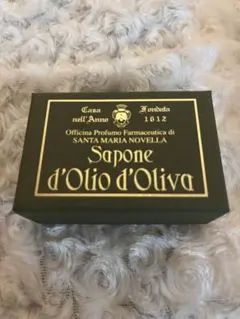 Casa Fondata
nell'Anno 1612
Officina Profumo Farmaceutica di
SANTA MARIA NOVELLA
Sapone
d'Olio d'Oliva